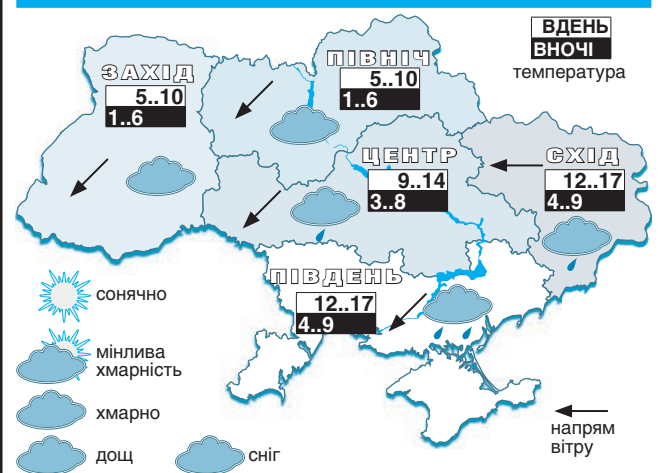 ВДЕНЬ
ВНОЧІ
температура
ЗАХІД
5..10
1..6
ПІВНІЧ
5..10
1..6
ЦЕНТР
9..14
3..8
СХІД
12..17
4..9
ПІВДЕНЬ
12..17
4..9
сонячно
мінлива
хмарність
хмарно
дощ
сніг
напрям
вітру